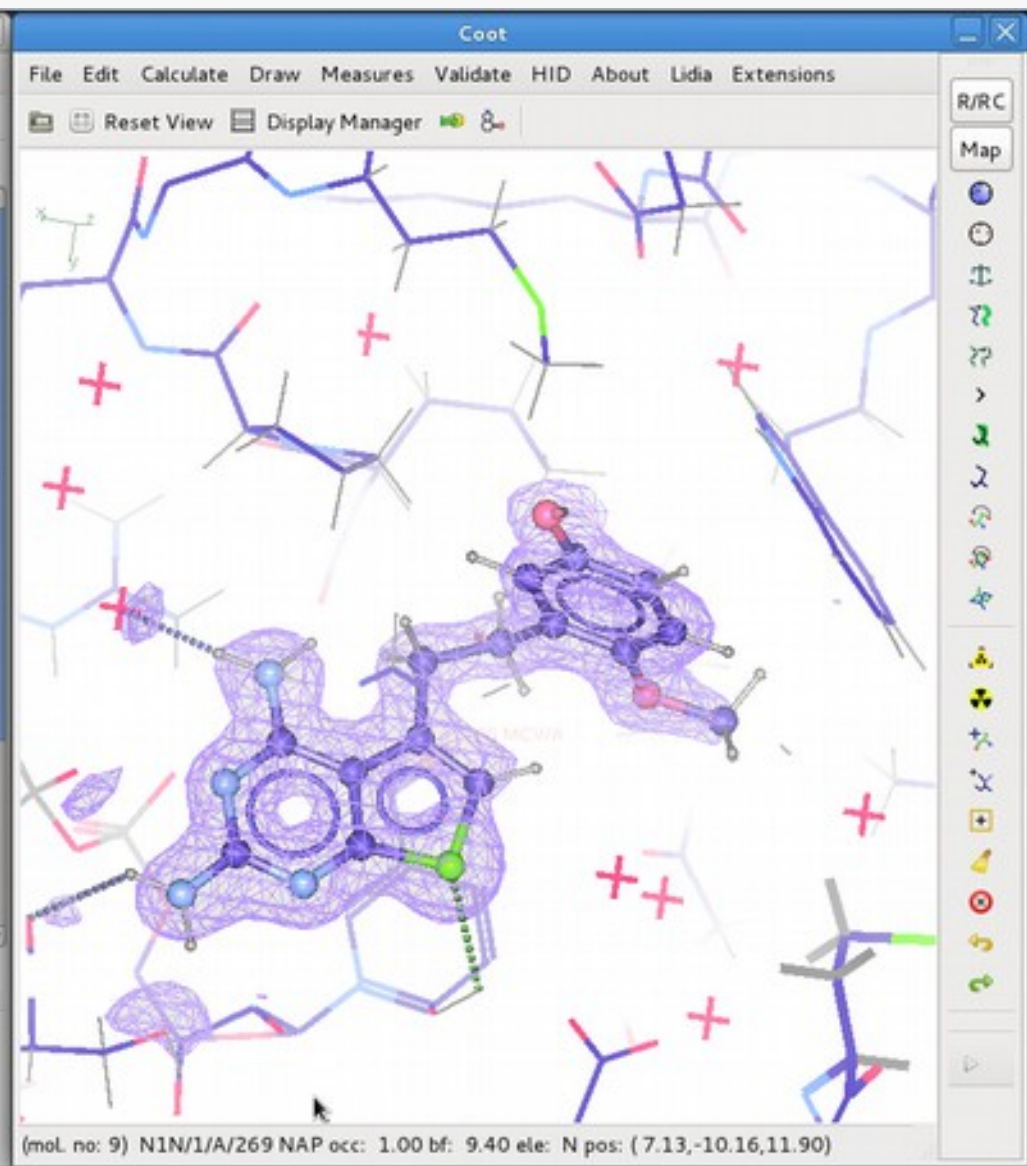 Coot
File Edit Calculate Draw Measures Validate HID About Lidia Extensions
R/RC
Reset View Display Manager
Map
(mol. no: 9) N1N/1/A/269 NAP occ: 1.00 bf: 9.40 ele: N pos: ( 7.13,-10.16,11.90)